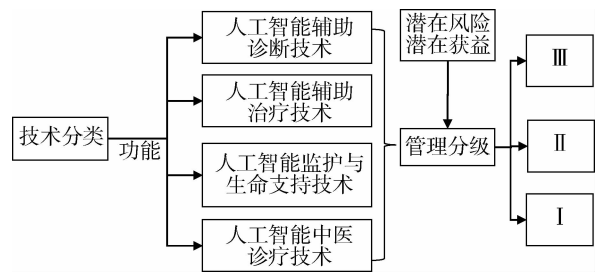 技术分类
功能
人工智能辅助
诊断技术
人工智能辅助
治疗技术
人工智能监护与
生命支持技术
人工智能中医
诊疗技术
潜在风险
潜在获益
管理分级
Ⅲ
Ⅱ
Ⅰ